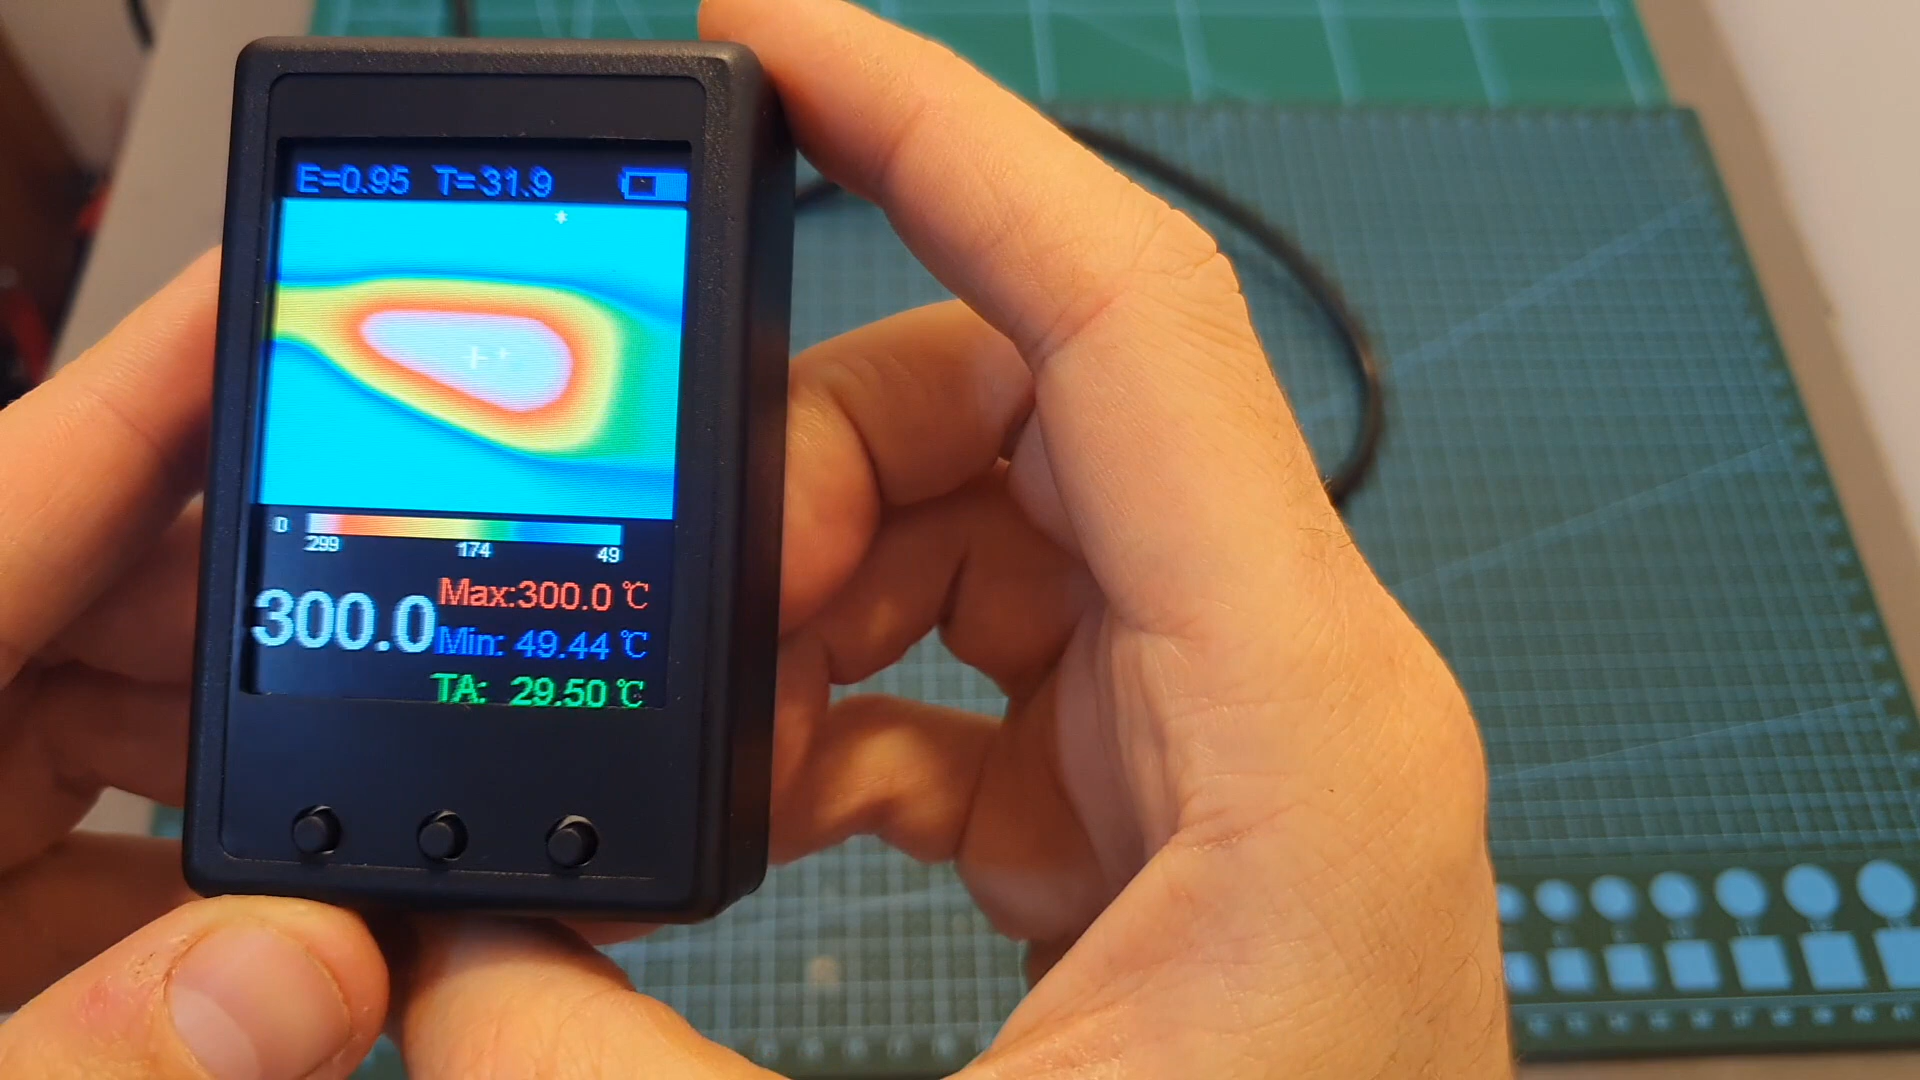 E=0.95 T=31.9
0
299 174 49
300.0
Max:300.0 ℃
Min: 49.44 ℃
TA: 29.50 ℃